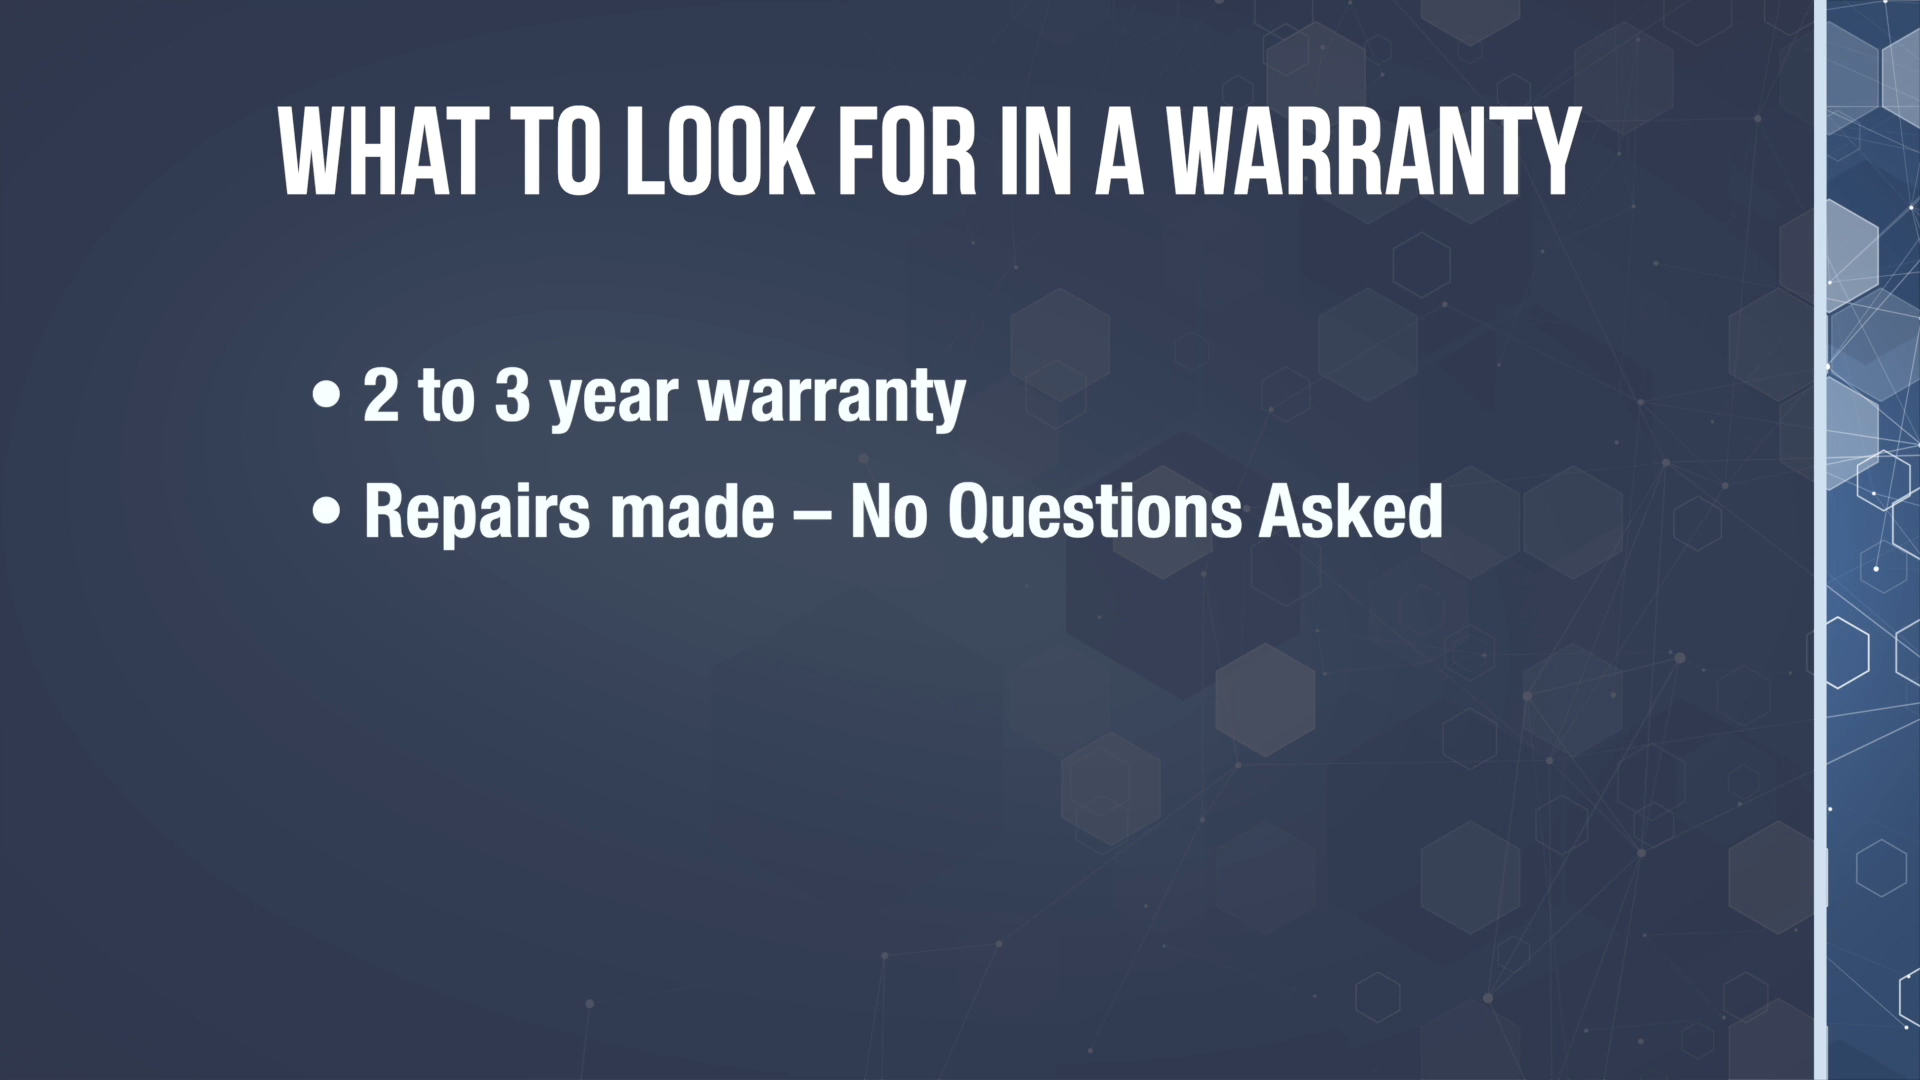 WHAT TO LOOK FOR IN A WARRANTY
• 2 to 3 year warranty
• Repairs made – No Questions Asked